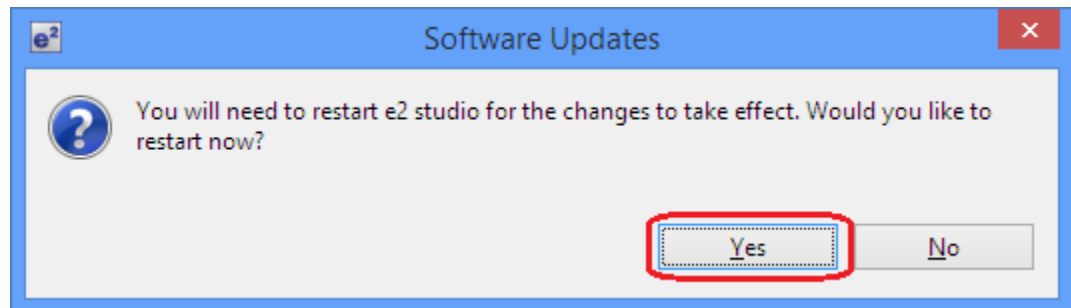 e²
Software Updates
You will need to restart e2 studio for the changes to take effect. Would you like to
restart now?
Yes
No